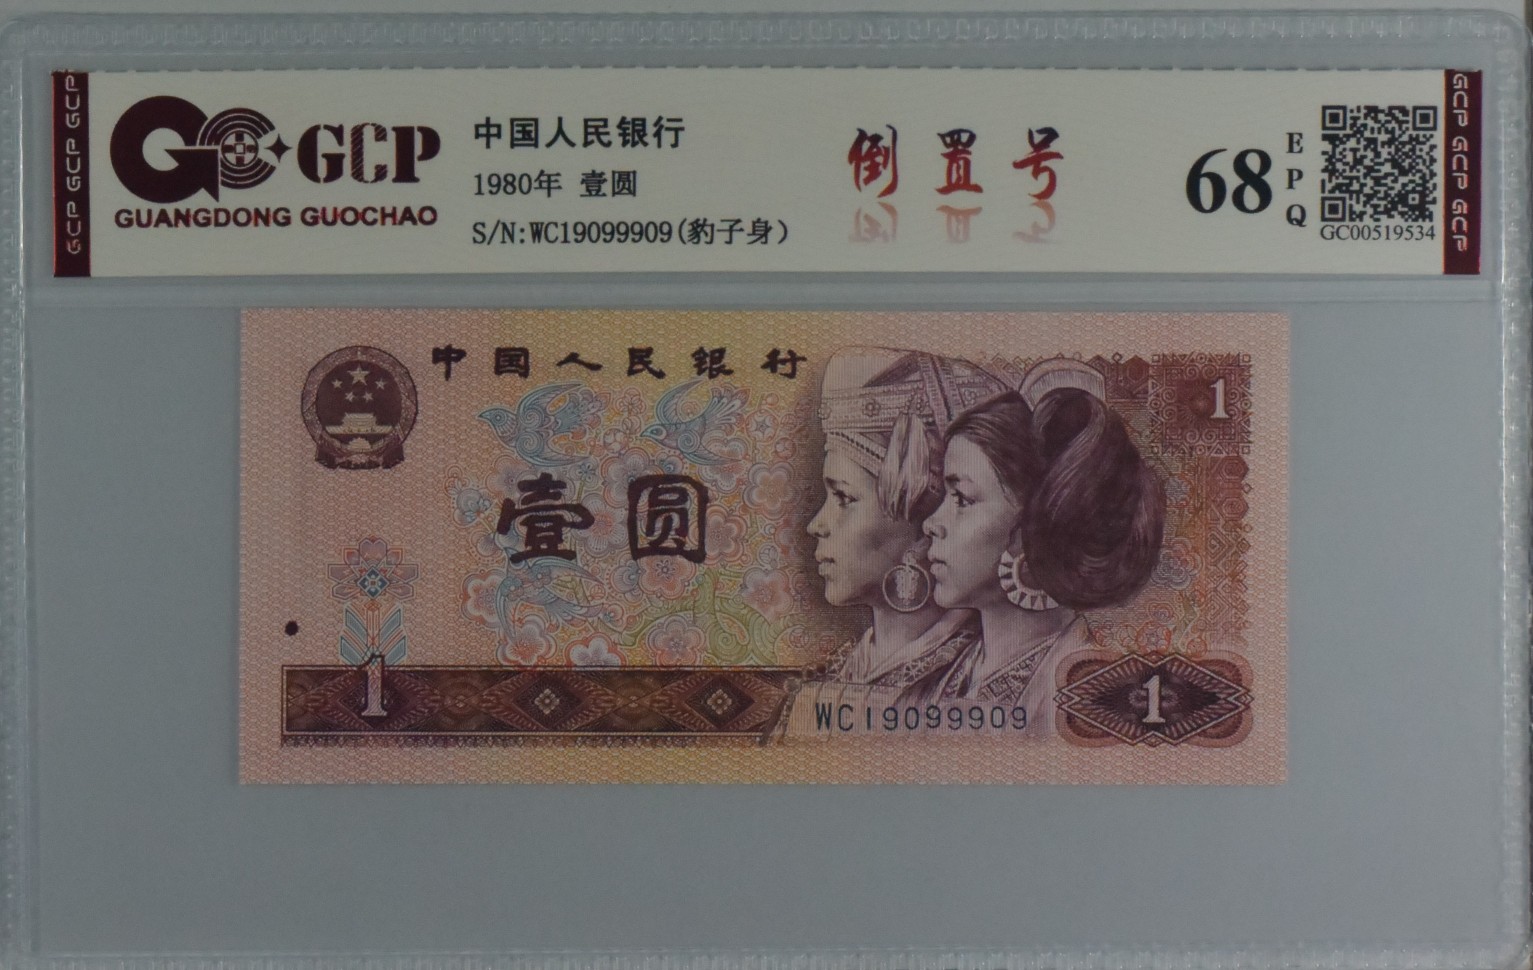 GCP GCP GCP
GCP
GUANGDONG GUOCHAO
中国人民银行
1980年 壹圆
S/N:WC19099909(豹子身)
倒置号
68
EPQ
GC00519534
GCP GCP GCP
中国人民银行
1
壹圆
1
WC19099909
1